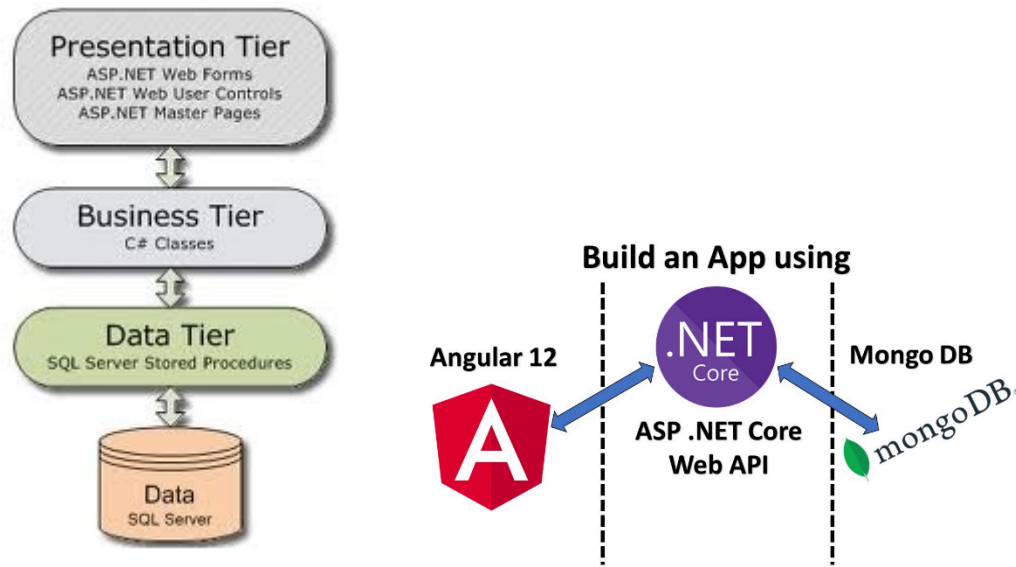 Presentation Tier
ASP.NET Web Forms
ASP.NET Web User Controls
ASP.NET Master Pages
Business Tier
C# Classes
Data Tier
SQL Server Stored Procedures
Data
SQL Server
Build an App using
Angular 12
A
.NET
Core
ASP .NET Core
Web API
Mongo DB
mongoDB.